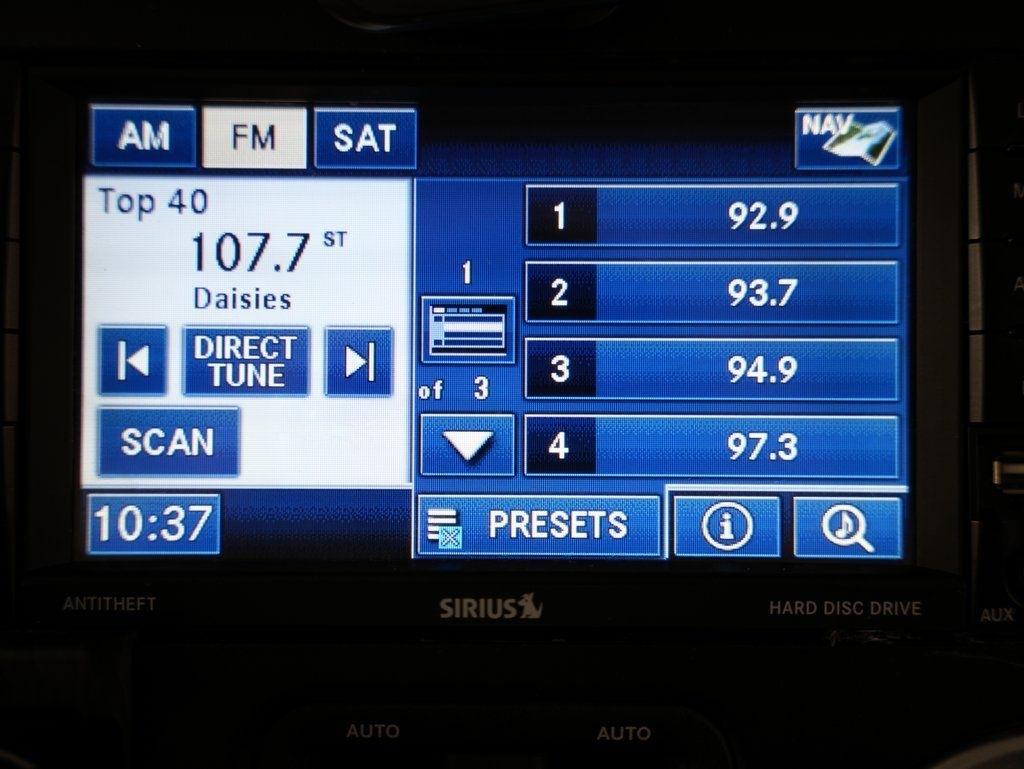 AM FM SAT NAV
Top 40
107.7 ST
Daisies
DIRECT
TUNE
SCAN
1
of 3
1 92.9
2 93.7
3 94.9
4 97.3
10:37
PRESETS
i
ANTITHEFT SIRIUS HARD DISC DRIVE
AUX
AUTO AUTO